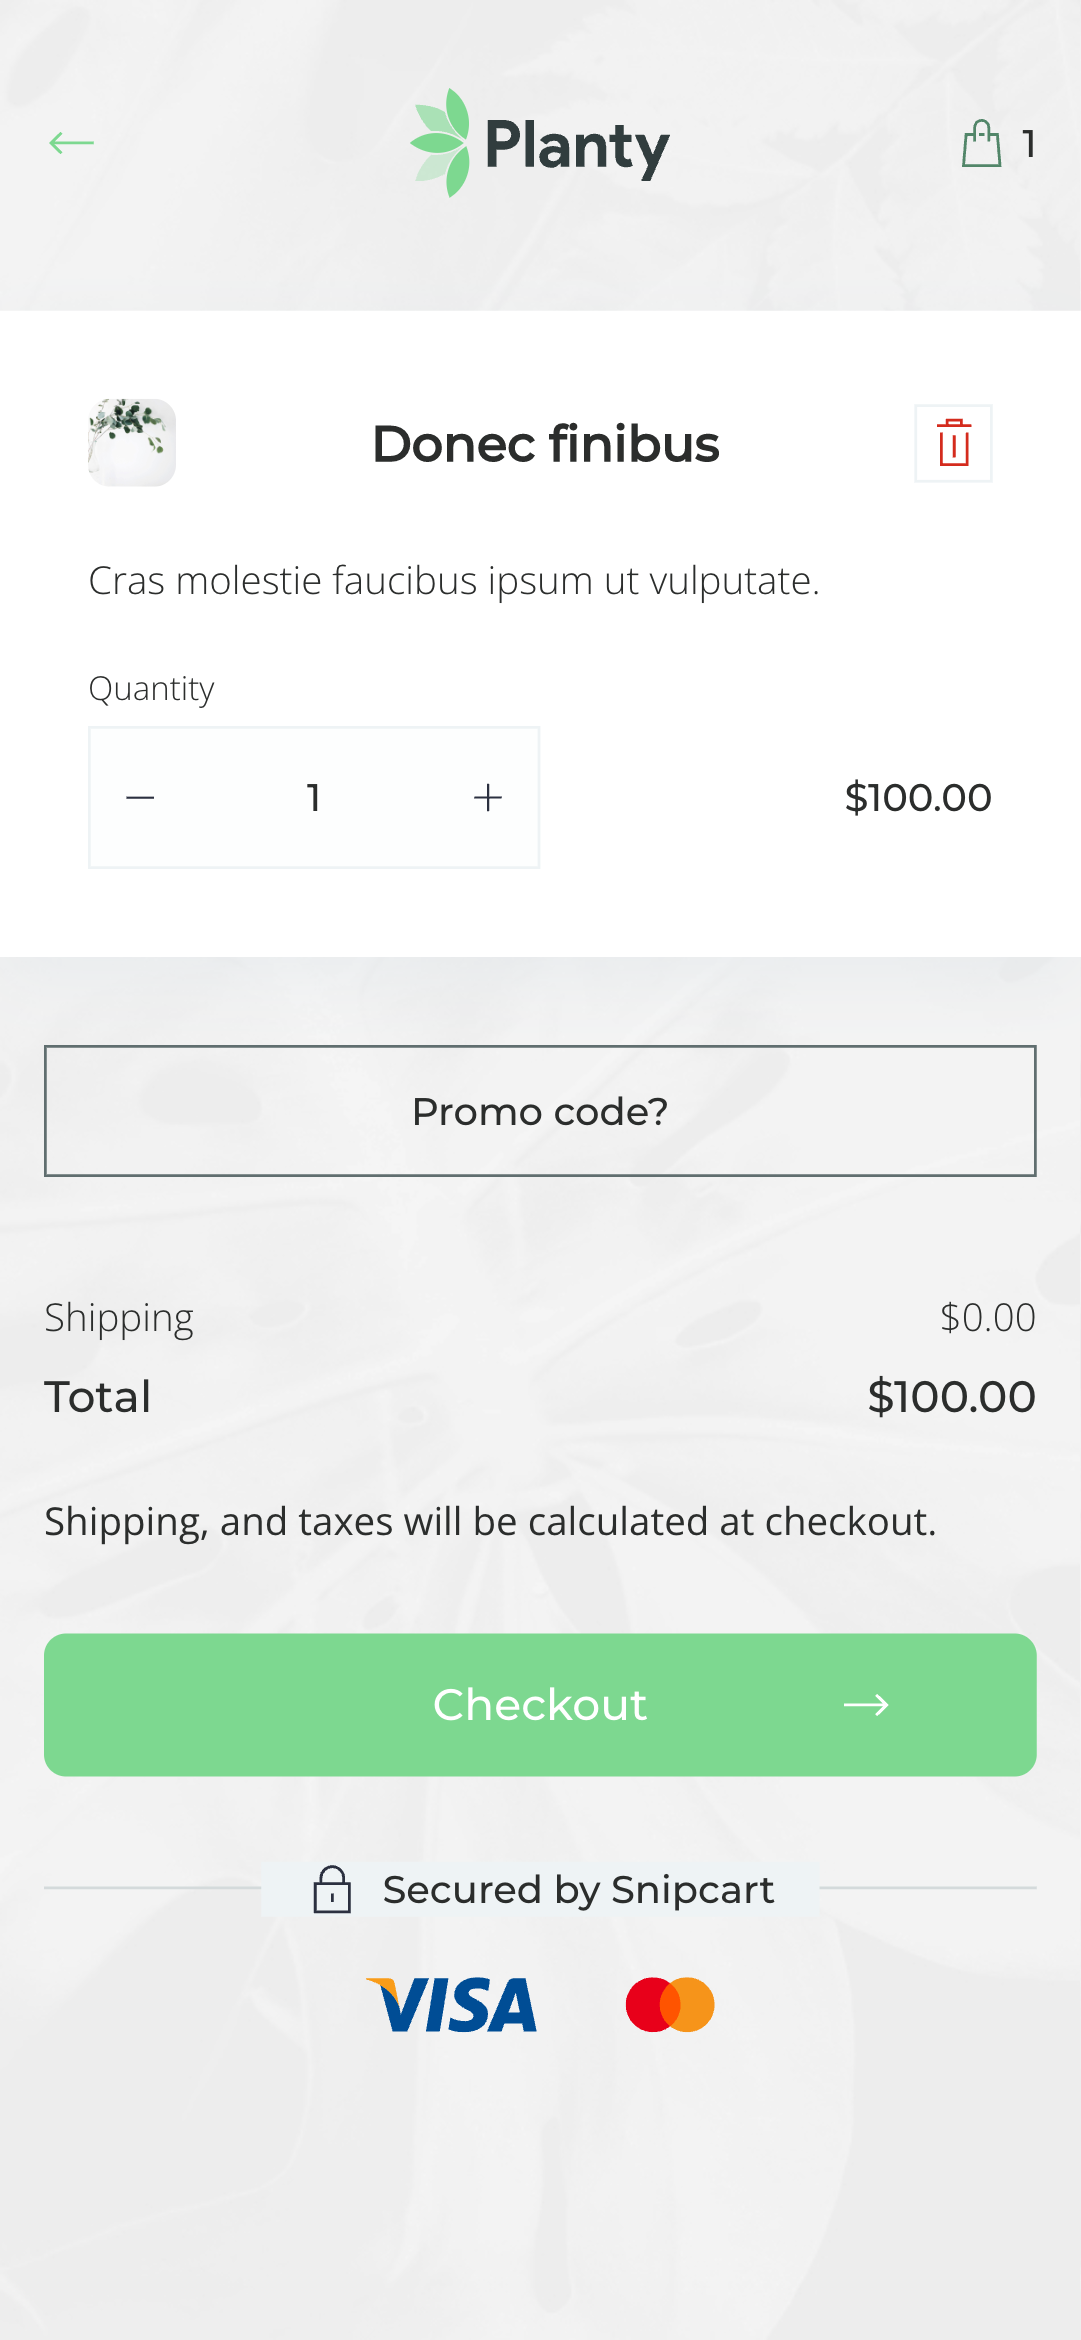 Planty
1
Donec finibus
Cras molestie faucibus ipsum ut vulputate.
Quantity
1
$100.00
Promo code?
Shipping $0.00
Total $100.00
Shipping, and taxes will be calculated at checkout.
Checkout
Secured by Snipcart
VISA